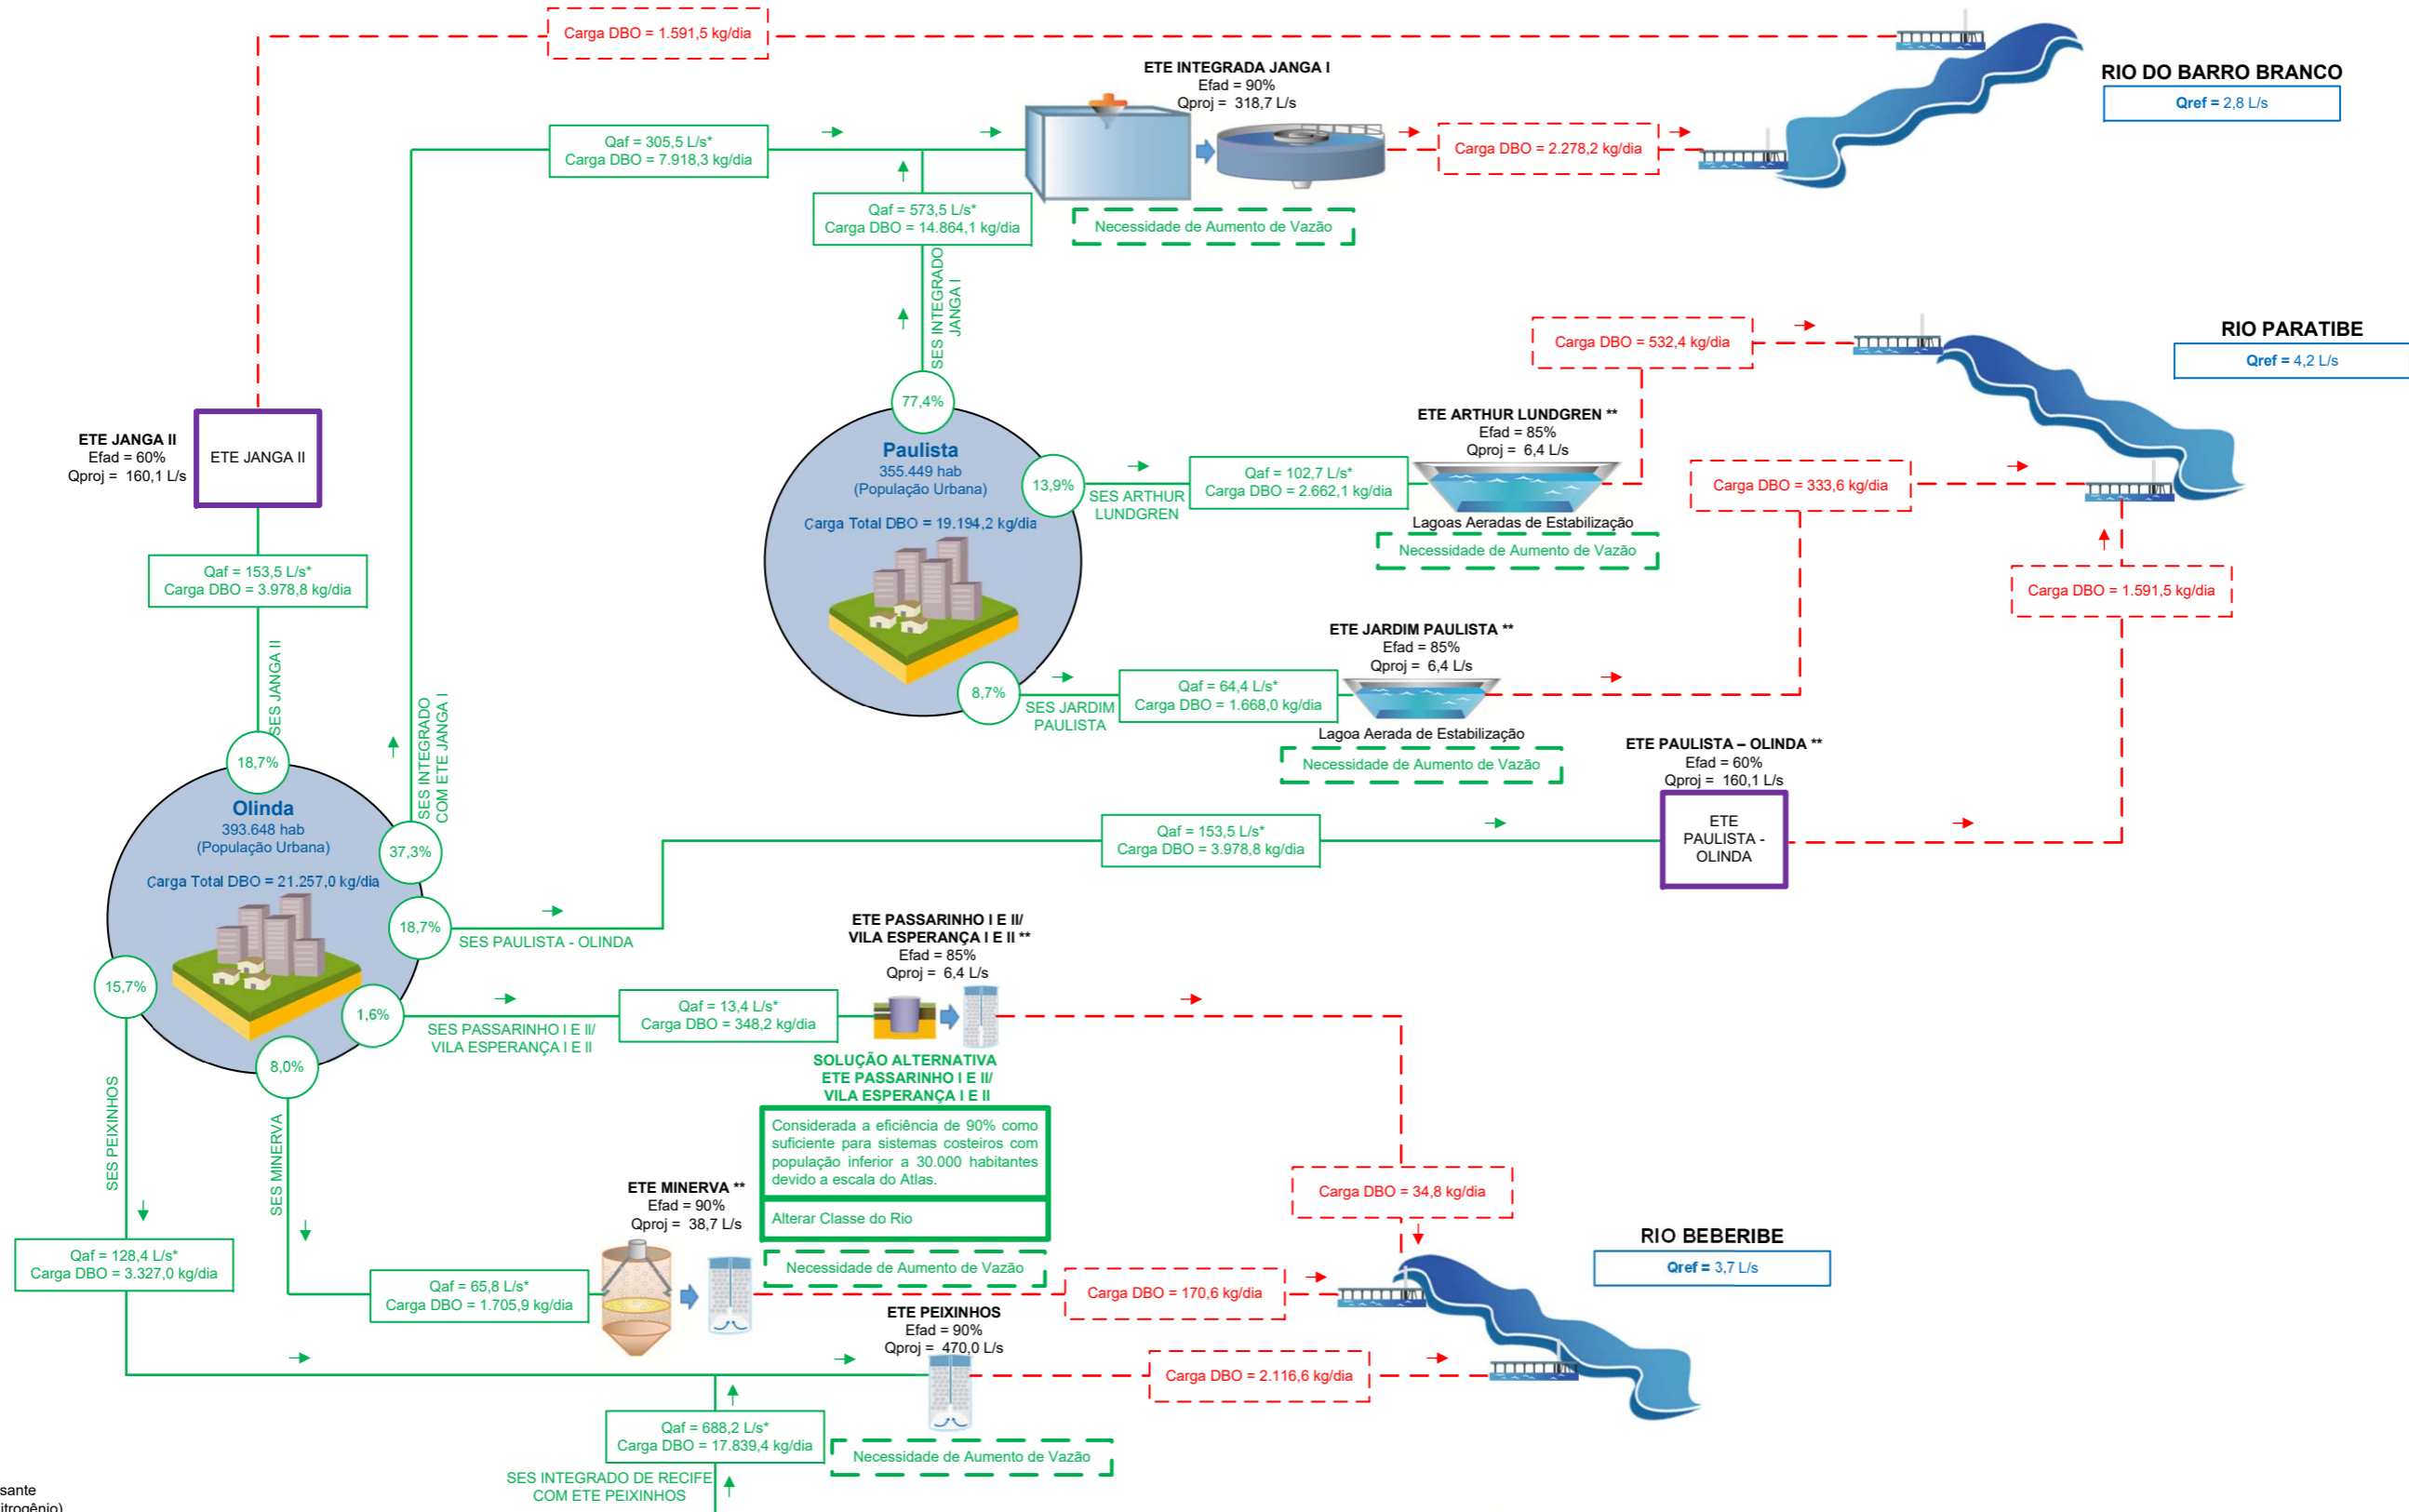 Carga DBO = 1.591,5 kg/dia
ETE INTEGRADA JANGA I
Efad = 90%
Qproj = 318,7 L/s
RIO DO BARRO BRANCO
Qref = 2,8 L/s
Qaf = 305,5 L/s*
Carga DBO = 7.918,3 kg/dia
Carga DBO = 2.278,2 kg/dia
Qaf = 573,5 L/s*
Carga DBO = 14.864,1 kg/dia
Necessidade de Aumento de Vazão
SES INTEGRADO
JANGA I
Carga DBO = 532,4 kg/dia
RIO PARATIBE
Qref = 4,2 L/s
77,4%
ETE JANGA II
Efad = 60%
Qproj = 160,1 L/s
ETE JANGA II
Paulista
355.449 hab
(População Urbana)
Carga Total DBO = 19.194,2 kg/dia
13,9%
SES ARTHUR
LUNDGREN
Qaf = 102,7 L/s*
Carga DBO = 2.662,1 kg/dia
ETE ARTHUR LUNDGREN **
Efad = 85%
Qproj = 6,4 L/s
Lagoas Aeradas de Estabilização
Necessidade de Aumento de Vazão
Carga DBO = 333,6 kg/dia
Qaf = 153,5 L/s*
Carga DBO = 3.978,8 kg/dia
Carga DBO = 1.591,5 kg/dia
SES JANGA II
SES INTEGRADO
COM ETE JANGA I
8,7%
SES JARDIM
PAULISTA
Qaf = 64,4 L/s*
Carga DBO = 1.668,0 kg/dia
ETE JARDIM PAULISTA **
Efad = 85%
Qproj = 6,4 L/s
Lagoa Aerada de Estabilização
Necessidade de Aumento de Vazão
ETE PAULISTA – OLINDA **
Efad = 60%
Qproj = 160,1 L/s
ETE
PAULISTA -
OLINDA
18,7%
Olinda
393.648 hab
(População Urbana)
Carga Total DBO = 21.257,0 kg/dia
37,3%
Qaf = 153,5 L/s*
Carga DBO = 3.978,8 kg/dia
18,7%
SES PAULISTA - OLINDA
15,7%
1,6%
SES PASSARINHO I E II/
VILA ESPERANÇA I E II
Qaf = 13,4 L/s*
Carga DBO = 348,2 kg/dia
ETE PASSARINHO I E II/
VILA ESPERANÇA I E II **
Efad = 85%
Qproj = 6,4 L/s
8,0%
SOLUÇÃO ALTERNATIVA
ETE PASSARINHO I E II/
VILA ESPERANÇA I E II
Considerada a eficiência de 90% como
suficiente para sistemas costeiros com
população inferior a 30.000 habitantes
devido a escala do Atlas.
Alterar Classe do Rio
Necessidade de Aumento de Vazão
SES PEIXINHOS
SES MINERVA
ETE MINERVA **
Efad = 90%
Qproj = 38,7 L/s
Carga DBO = 34,8 kg/dia
RIO BEBERIBE
Qref = 3,7 L/s
Qaf = 128,4 L/s*
Carga DBO = 3.327,0 kg/dia
Qaf = 65,8 L/s*
Carga DBO = 1.705,9 kg/dia
Carga DBO = 170,6 kg/dia
ETE PEIXINHOS
Efad = 90%
Qproj = 470,0 L/s
Carga DBO = 2.116,6 kg/dia
Qaf = 688,2 L/s*
Carga DBO = 17.839,4 kg/dia
Necessidade de Aumento de Vazão
SES INTEGRADO DE RECIFE
COM ETE PEIXINHOS
sante
itrogênio)